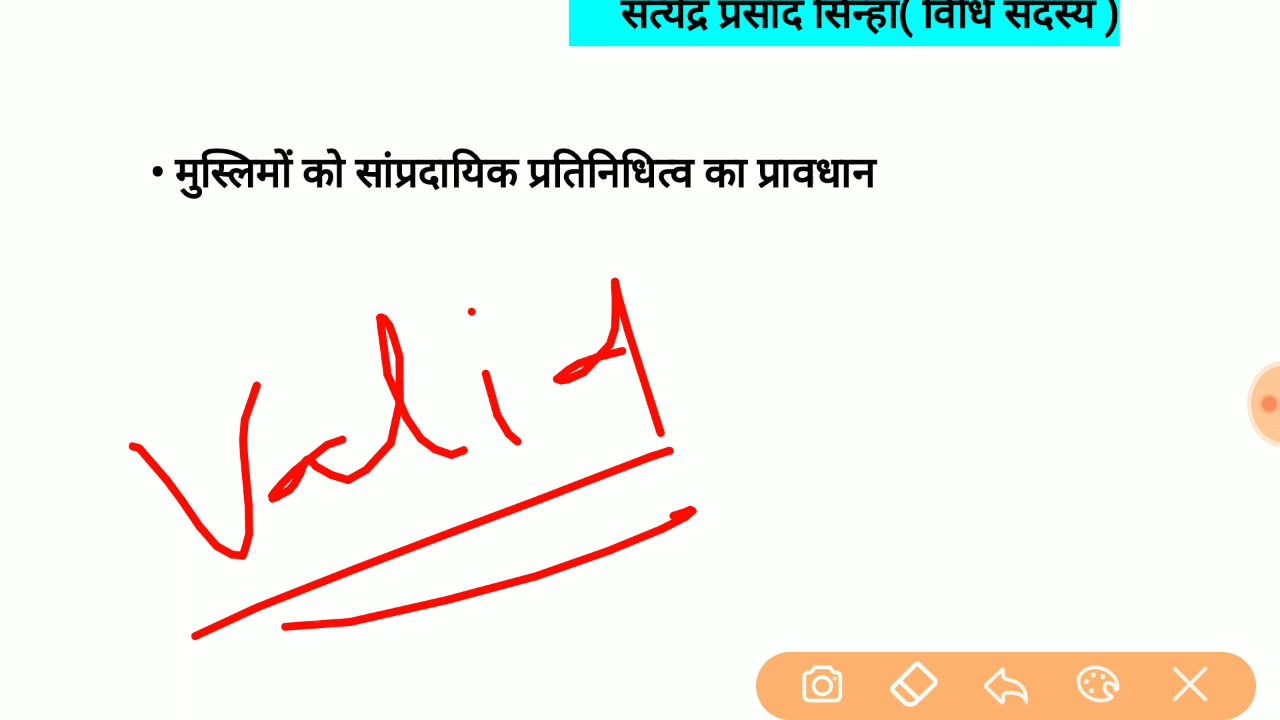 सत्येंद्र प्रसाद सिन्हा( विधि सदस्य )
• मुस्लिमों को सांप्रदायिक प्रतिनिधित्व का प्रावधान
Valid